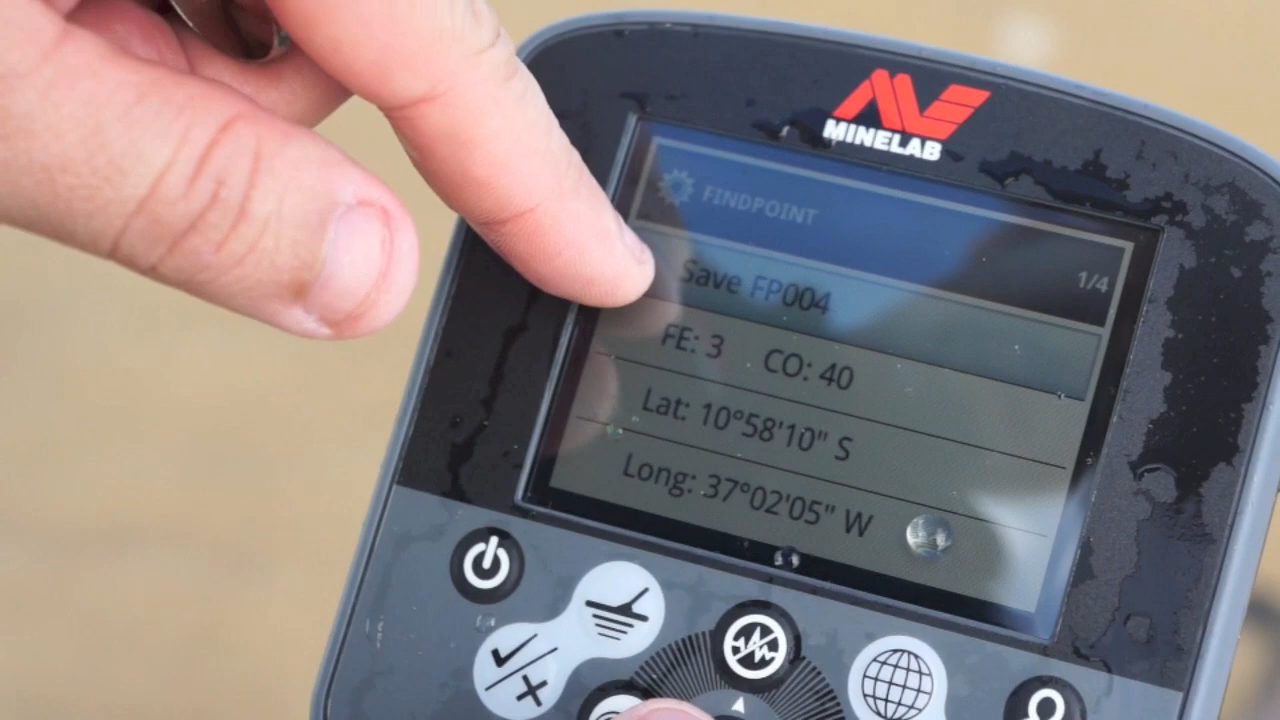 MINELAB
FINDPOINT
1/4
Save FP004
FE: 3 CO: 40
Lat: 10°58'10" S
Long: 37°02'05" W